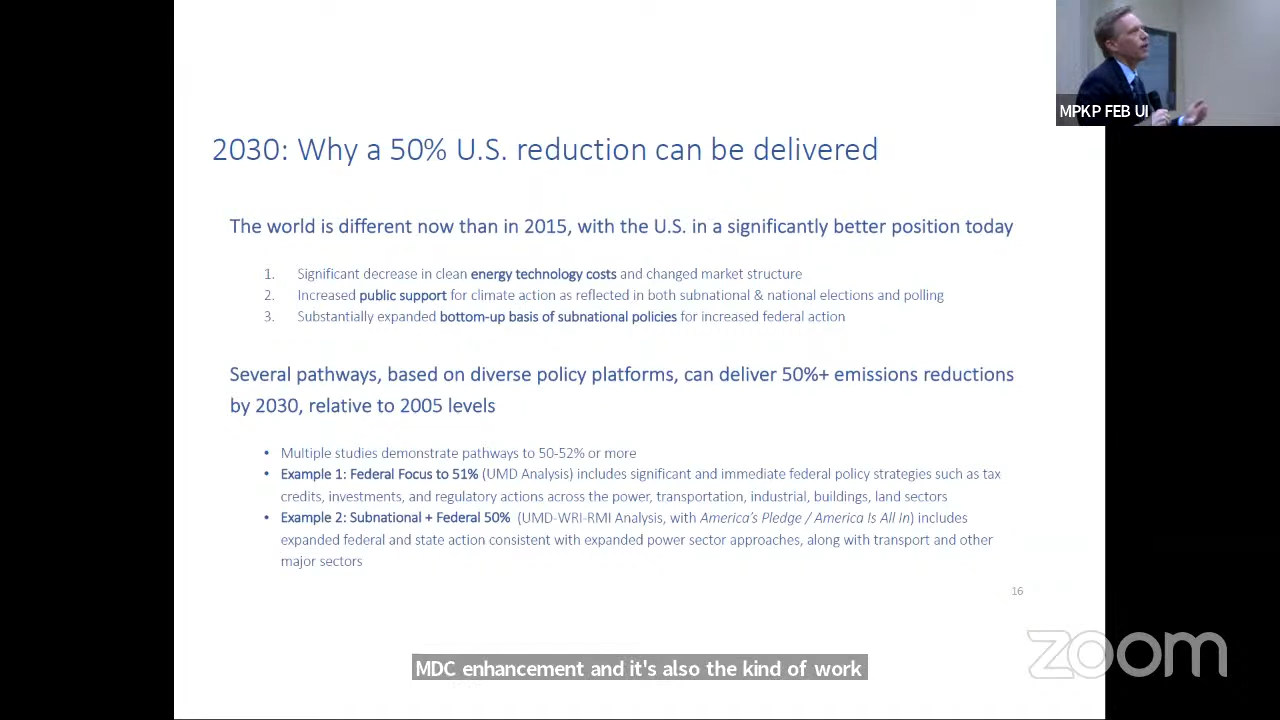 MPKP FEB UI
2030: Why a 50% U.S. reduction can be delivered
The world is different now than in 2015, with the U.S. in a significantly better position today
1. Significant decrease in clean energy technology costs and changed market structure
2. Increased public support for climate action as reflected in both subnational & national elections and polling
3. Substantially expanded bottom-up basis of subnational policies for increased federal action
Several pathways, based on diverse policy platforms, can deliver 50%+ emissions reductions
by 2030, relative to 2005 levels
• Multiple studies demonstrate pathways to 50-52% or more
• Example 1: Federal Focus to 51% (UMD Analysis) includes significant and immediate federal policy strategies such as tax
credits, investments, and regulatory actions across the power, transportation, industrial, buildings, land sectors
• Example 2: Subnational + Federal 50% (UMD-WRI-RMI Analysis, with America's Pledge / America Is All In) includes
expanded federal and state action consistent with expanded power sector approaches, along with transport and other
major sectors
16
zoom
MDC enhancement and it's also the kind of work